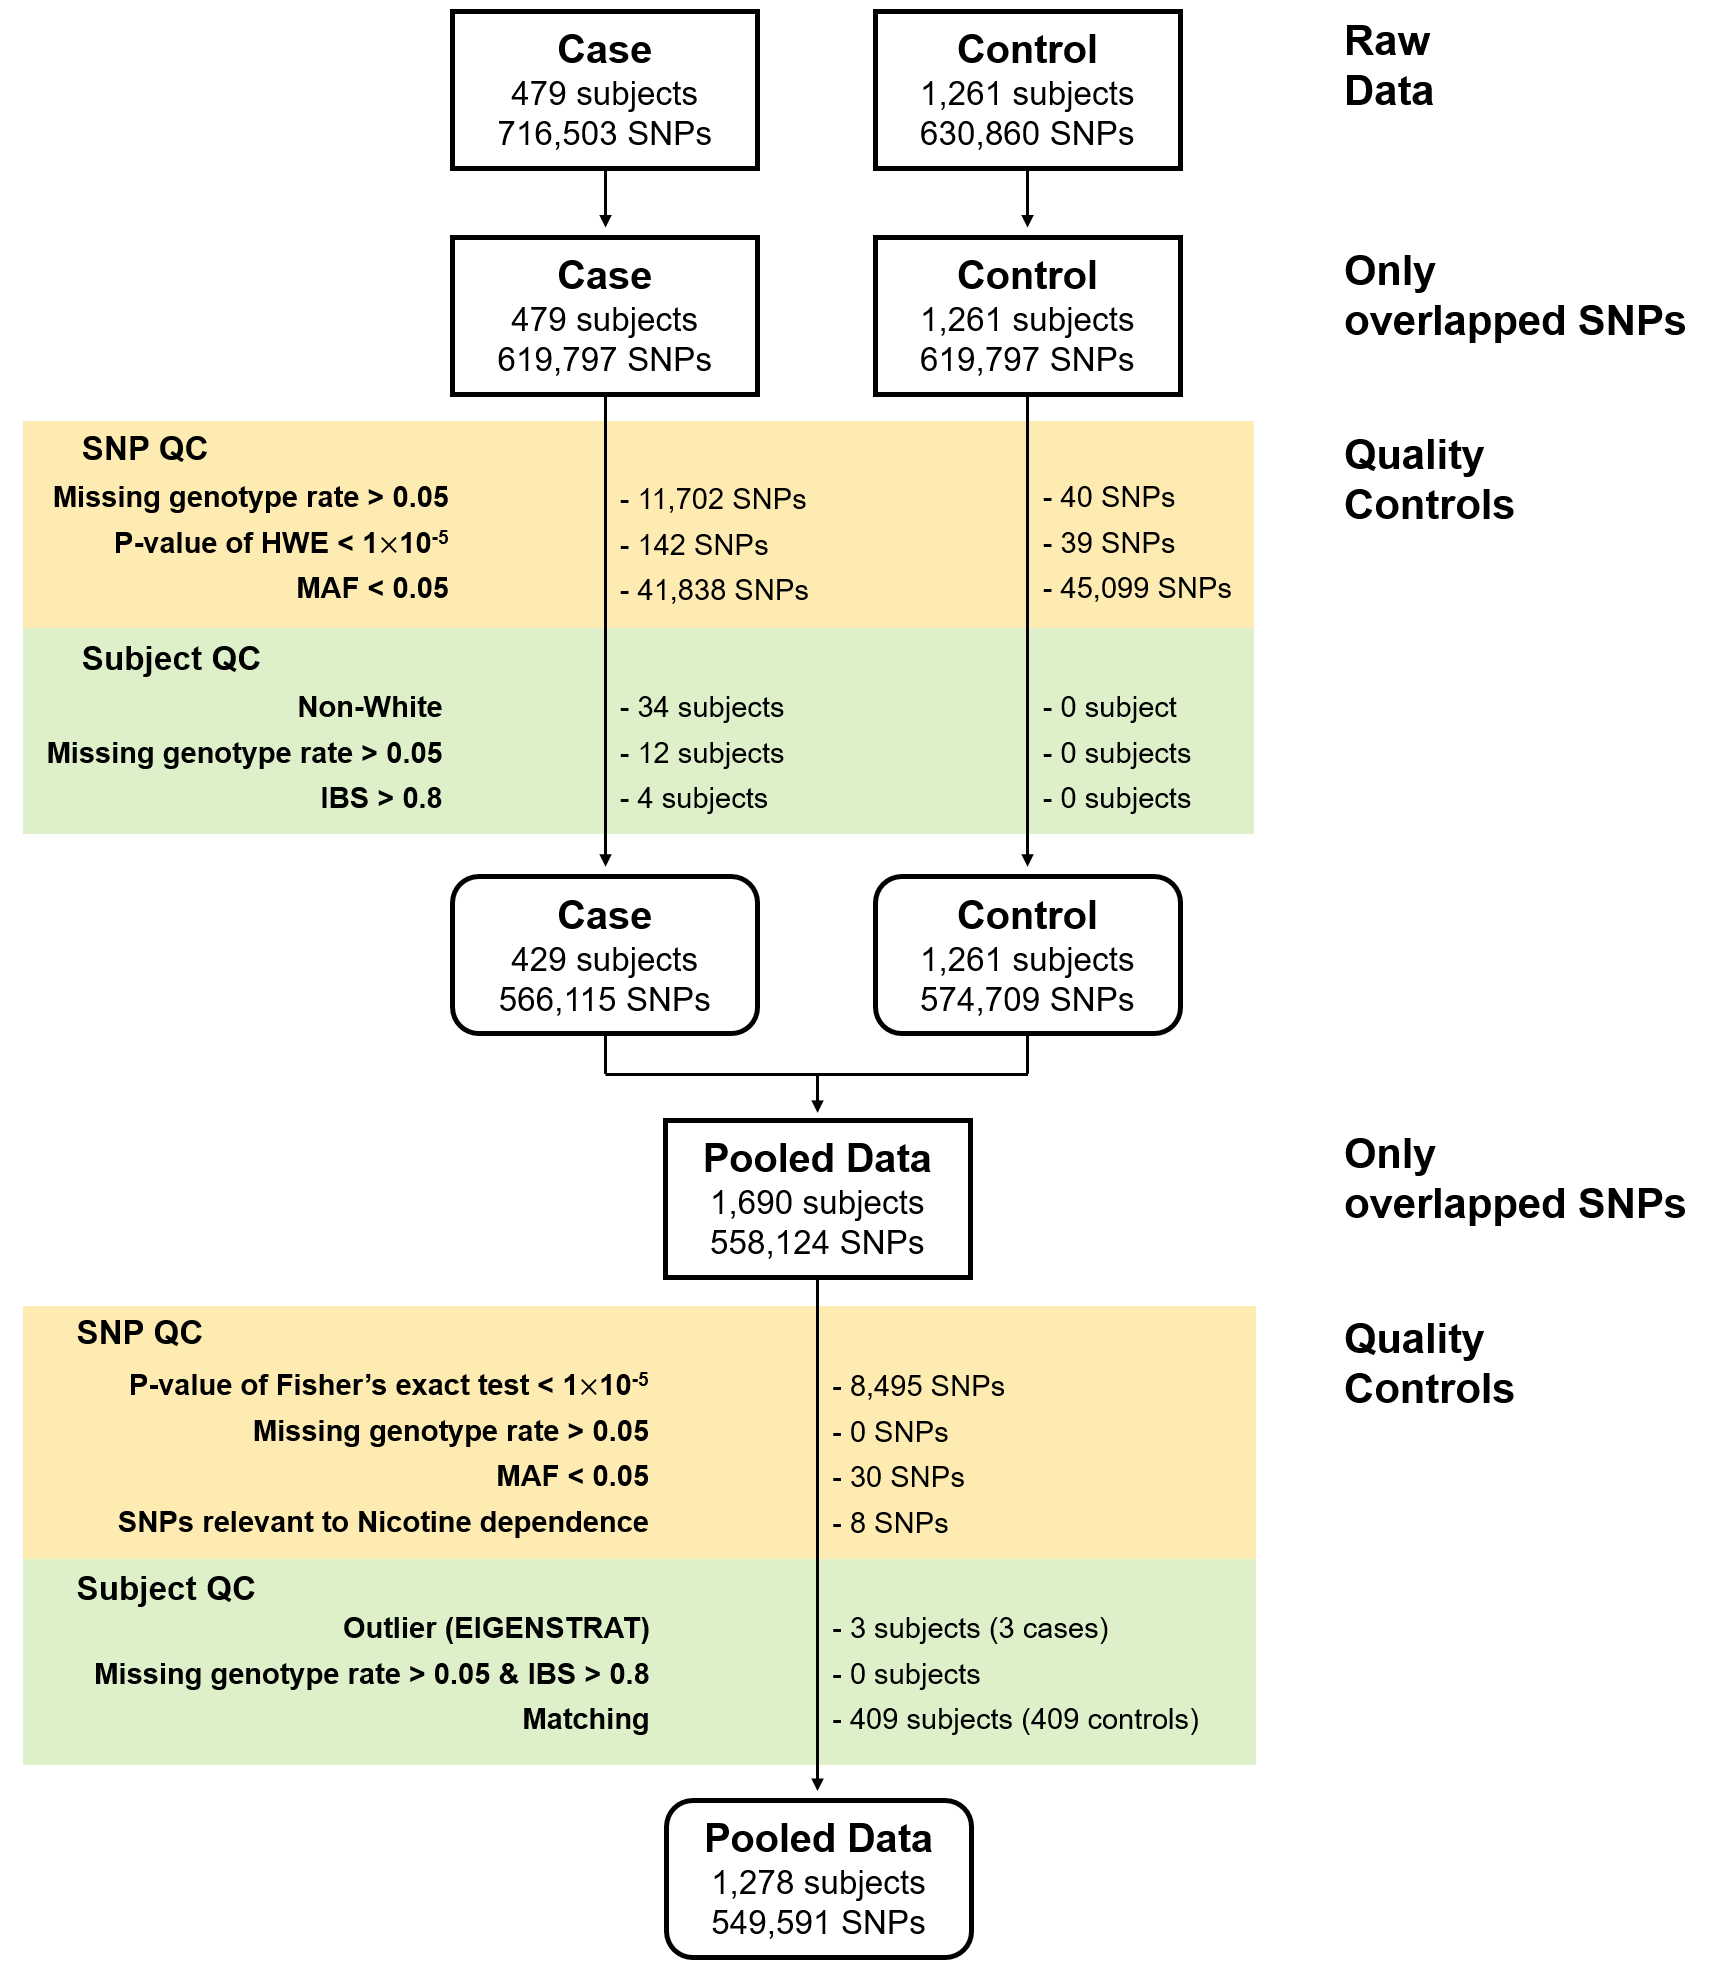 Case
479 subjects
716,503 SNPs
Control
1,261 subjects
630,860 SNPs
Raw
Data
Case
479 subjects
619,797 SNPs
Control
1,261 subjects
619,797 SNPs
Only
overlapped SNPs
Quality
Controls
SNP QC
Missing genotype rate > 0.05 - 11,702 SNPs - 40 SNPs
P-value of HWE < 1×10⁻⁵ - 142 SNPs - 39 SNPs
MAF < 0.05 - 41,838 SNPs - 45,099 SNPs
Subject QC
Non-White - 34 subjects - 0 subject
Missing genotype rate > 0.05 - 12 subjects - 0 subjects
IBS > 0.8 - 4 subjects - 0 subjects
Case
429 subjects
566,115 SNPs
Control
1,261 subjects
574,709 SNPs
Pooled Data
1,690 subjects
558,124 SNPs
Only
overlapped SNPs
Quality
Controls
SNP QC
P-value of Fisher’s exact test < 1×10⁻⁵ - 8,495 SNPs
Missing genotype rate > 0.05 - 0 SNPs
MAF < 0.05 - 30 SNPs
SNPs relevant to Nicotine dependence - 8 SNPs
Subject QC
Outlier (EIGENSTRAT) - 3 subjects (3 cases)
Missing genotype rate > 0.05 & IBS > 0.8 - 0 subjects
Matching - 409 subjects (409 controls)
Pooled Data
1,278 subjects
549,591 SNPs